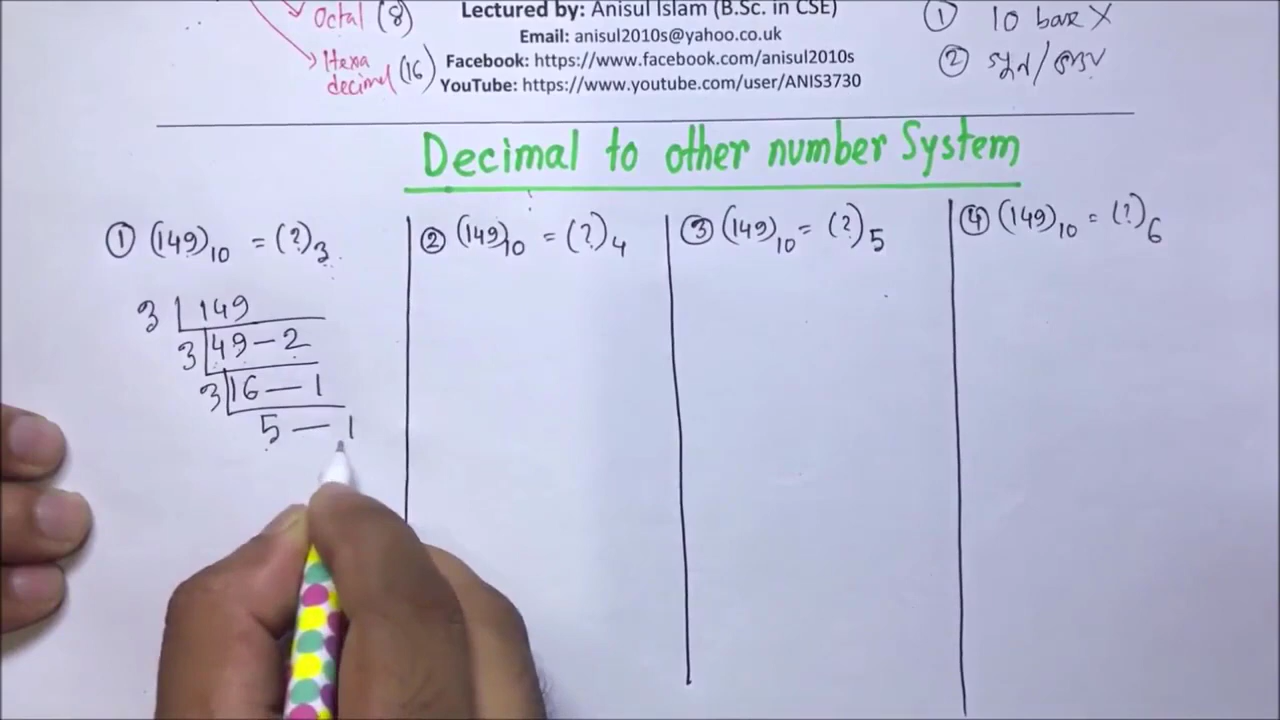 Octal (8)
Hexa
decimal (16)
Lectured by: Anisul Islam (B.Sc. in CSE)
Email: anisul2010s@yahoo.co.uk
Facebook: https://www.facebook.com/anisul2010s
YouTube: https://www.youtube.com/user/ANIS3730
① 10 base X
②
Decimal to other number System
① (149)₁₀ = (?)₃
3 149
3 49 – 2
3 16 — 1
5 — 1
② (149)₁₀ = (?)₄
③ (149)₁₀ = (?)₅
④ (149)₁₀ = (?)₆